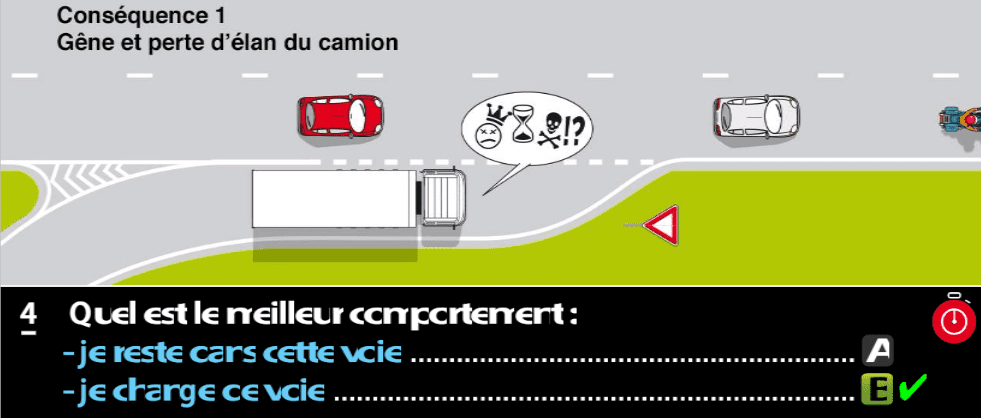 Conséquence 1
Gêne et perte d'élan du camion
!?
4 Quel est le meilleur comportement :
- je reste dans cette voie ........................................................... A
- je change de voie ..................................................................... B